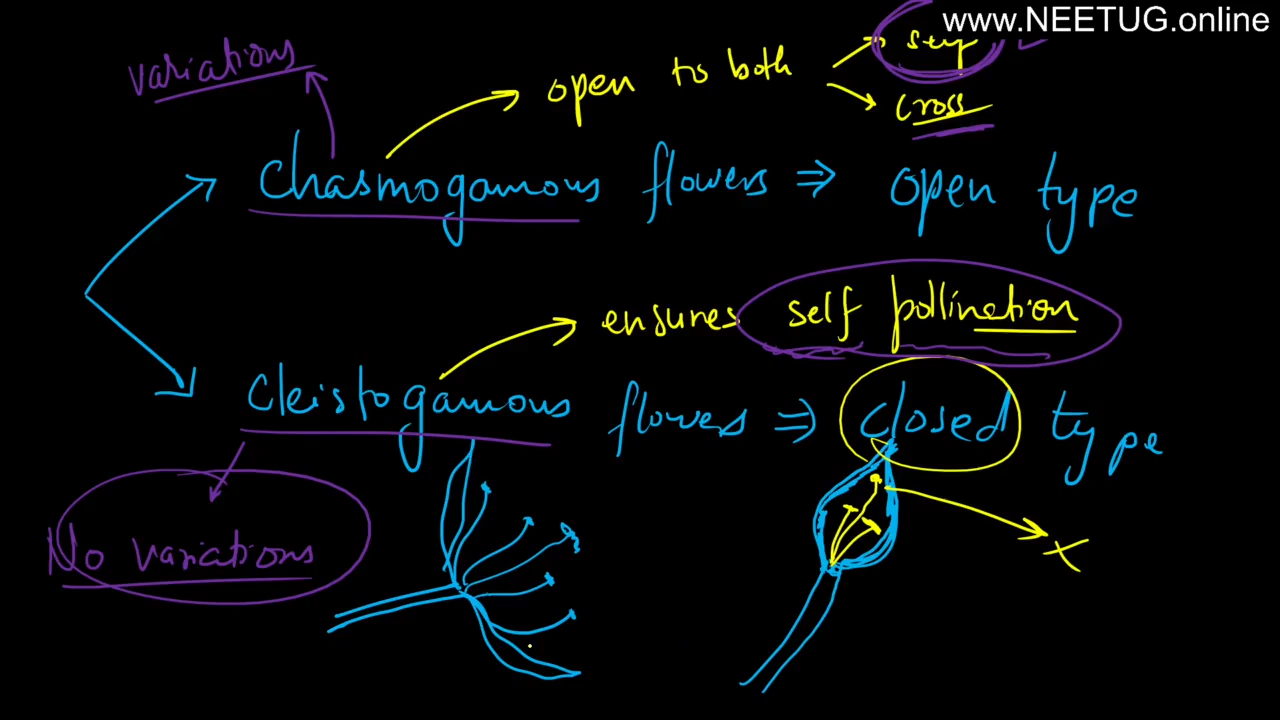 www.NEETUG.online
variations
open to both
self
cross
chasmogamous flowers ⇒ open type
ensures self pollination
cleistogamous flowers ⇒ closed type
No variations
x